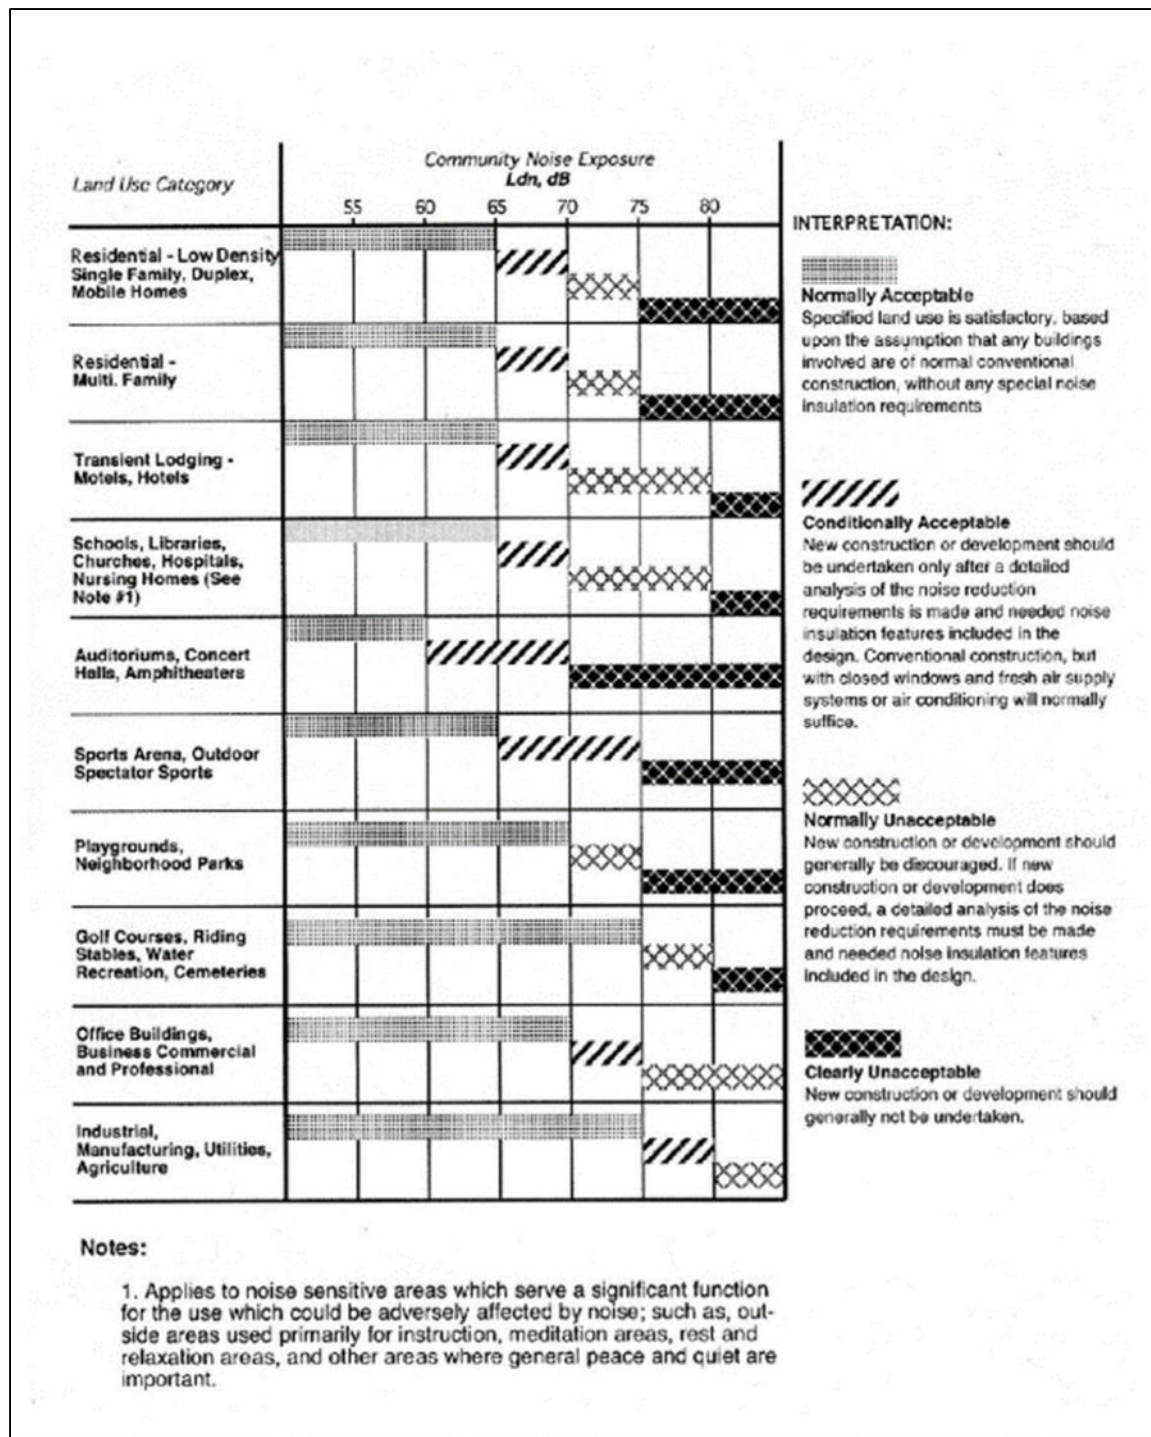 Community Noise Exposure
Land Use Category
Ldn, dB
55 60 65 70 75 80
Residential - Low Density
Single Family, Duplex,
Mobile Homes
Residential -
Multi. Family
Transient Lodging -
Motels, Hotels
Schools, Libraries,
Churches, Hospitals,
Nursing Homes (See
Note #1)
Auditoriums, Concert
Halls, Amphitheaters
Sports Arena, Outdoor
Spectator Sports
Playgrounds,
Neighborhood Parks
Golf Courses, Riding
Stables, Water
Recreation, Cemeteries
Office Buildings,
Business Commercial
and Professional
Industrial,
Manufacturing, Utilities,
Agriculture
INTERPRETATION:
Normally Acceptable
Specified land use is satisfactory, based
upon the assumption that any buildings
involved are of normal conventional
construction, without any special noise
insulation requirements
Conditionally Acceptable
New construction or development should
be undertaken only after a detailed
analysis of the noise reduction
requirements is made and needed noise
insulation features included in the
design. Conventional construction, but
with closed windows and fresh air supply
systems or air conditioning will normally
suffice.
Normally Unacceptable
New construction or development should
generally be discouraged. If new
construction or development does
proceed, a detailed analysis of the noise
reduction requirements must be made
and needed noise insulation features
included in the design.
Clearly Unacceptable
New construction or development should
generally not be undertaken.
Notes:
1. Applies to noise sensitive areas which serve a significant function
for the use which could be adversely affected by noise; such as, out-
side areas used primarily for instruction, meditation areas, rest and
relaxation areas, and other areas where general peace and quiet are
important.